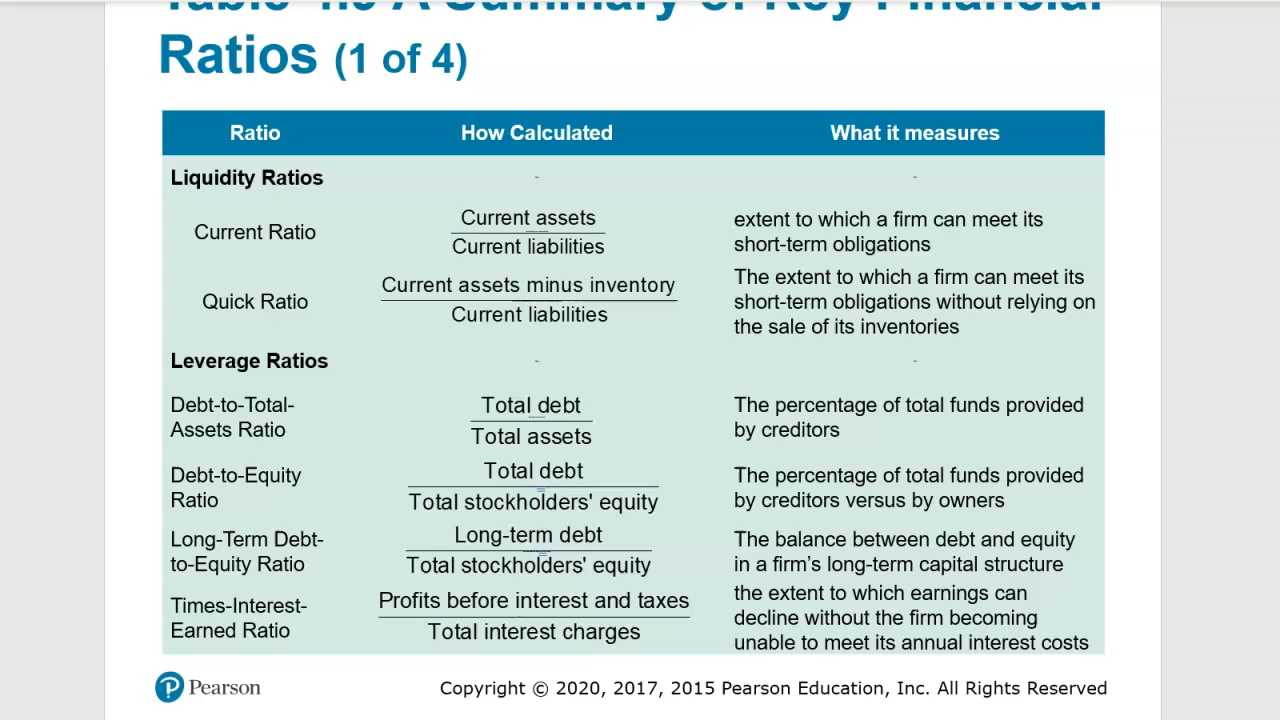 Table 4.9 A Summary of Key Financial
Ratios (1 of 4)
Ratio How Calculated What it measures
Liquidity Ratios - -
Current Ratio
Current assets
Current liabilities
extent to which a firm can meet its
short-term obligations
Quick Ratio
Current assets minus inventory
Current liabilities
The extent to which a firm can meet its
short-term obligations without relying on
the sale of its inventories
Leverage Ratios - -
Debt-to-Total-
Assets Ratio
Total debt
Total assets
The percentage of total funds provided
by creditors
Debt-to-Equity
Ratio
Total debt
Total stockholders' equity
The percentage of total funds provided
by creditors versus by owners
Long-Term Debt-
to-Equity Ratio
Long-term debt
Total stockholders' equity
The balance between debt and equity
in a firm’s long-term capital structure
Times-Interest-
Earned Ratio
Profits before interest and taxes
Total interest charges
the extent to which earnings can
decline without the firm becoming
unable to meet its annual interest costs
Pearson
Copyright © 2020, 2017, 2015 Pearson Education, Inc. All Rights Reserved